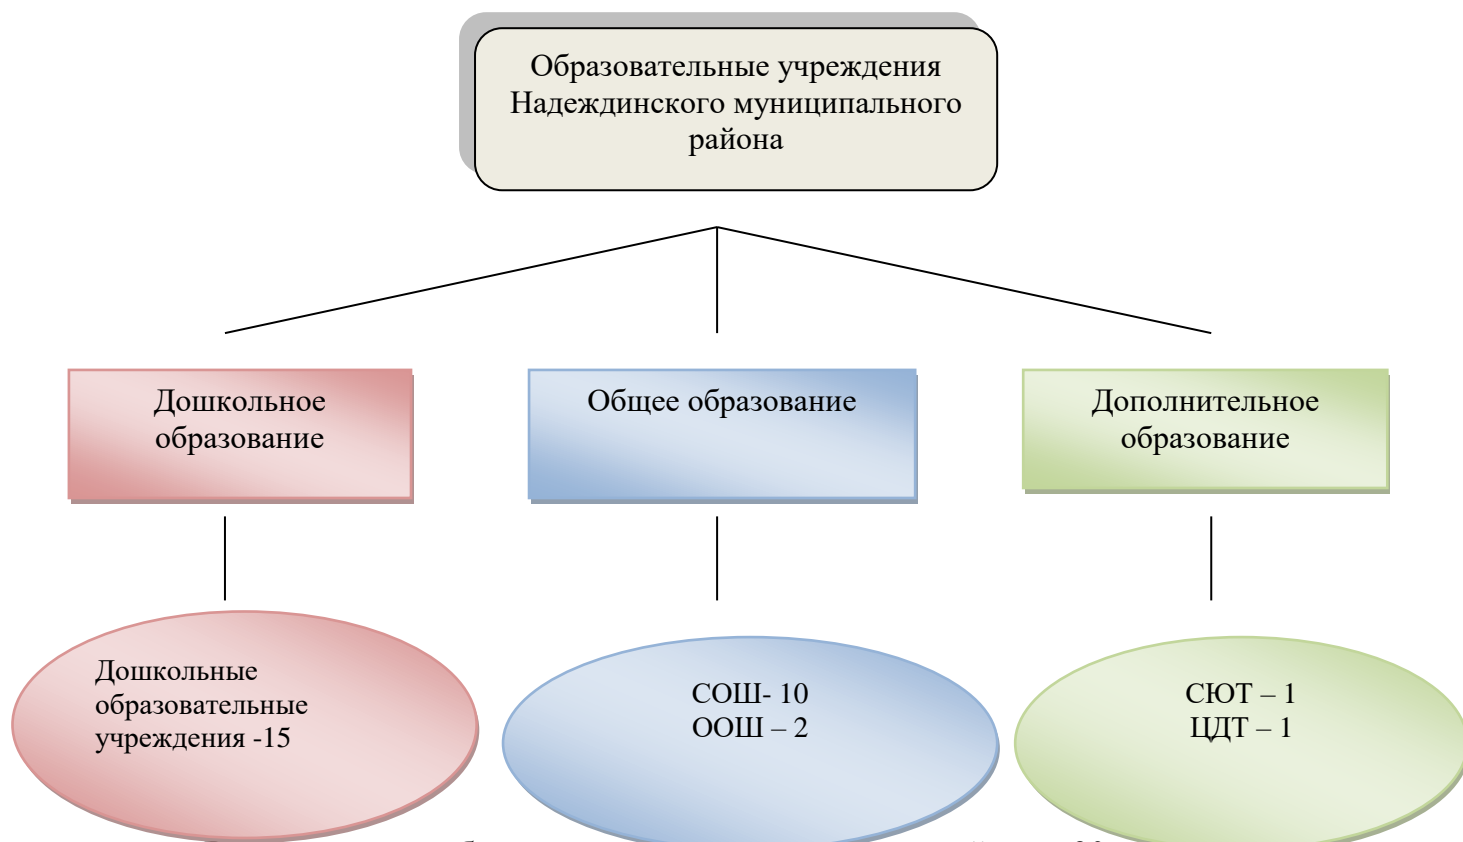 Образовательные учреждения
Надеждинского муниципального
района
Дошкольное
образование
Общее образование
Дополнительное
образование
Дошкольные
образовательные
учреждения -15
СОШ- 10
ООШ – 2
СЮТ – 1
ЦДТ – 1